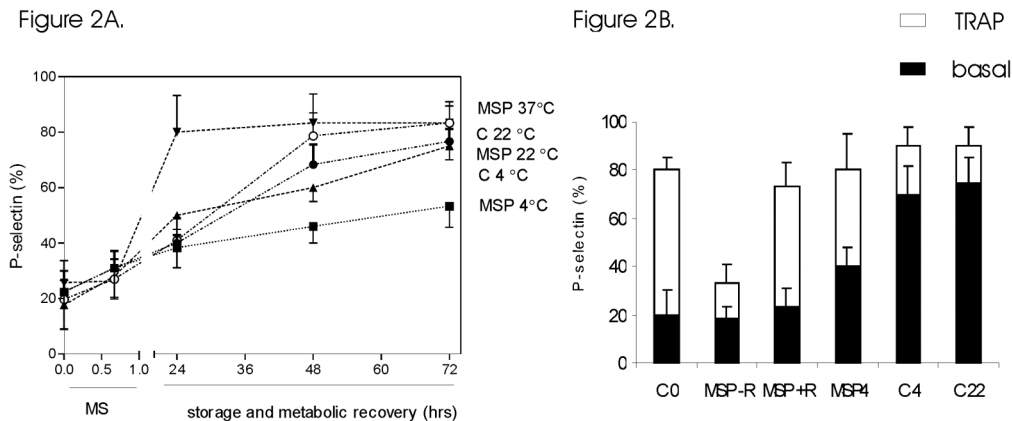 Figure 2A.
P-selectin (%)
100
80
60
40
20
0
0.0 0.5 1.0 24 36 48 60 72
MS
storage and metabolic recovery (hrs)
MSP 37°C
C 22 °C
MSP 22 °C
C 4 °C
MSP 4°C
Figure 2B.
TRAP
basal
P-selectin (%)
100
80
60
40
20
0
C0 MSP-R MSP+R MSP4 C4 C22